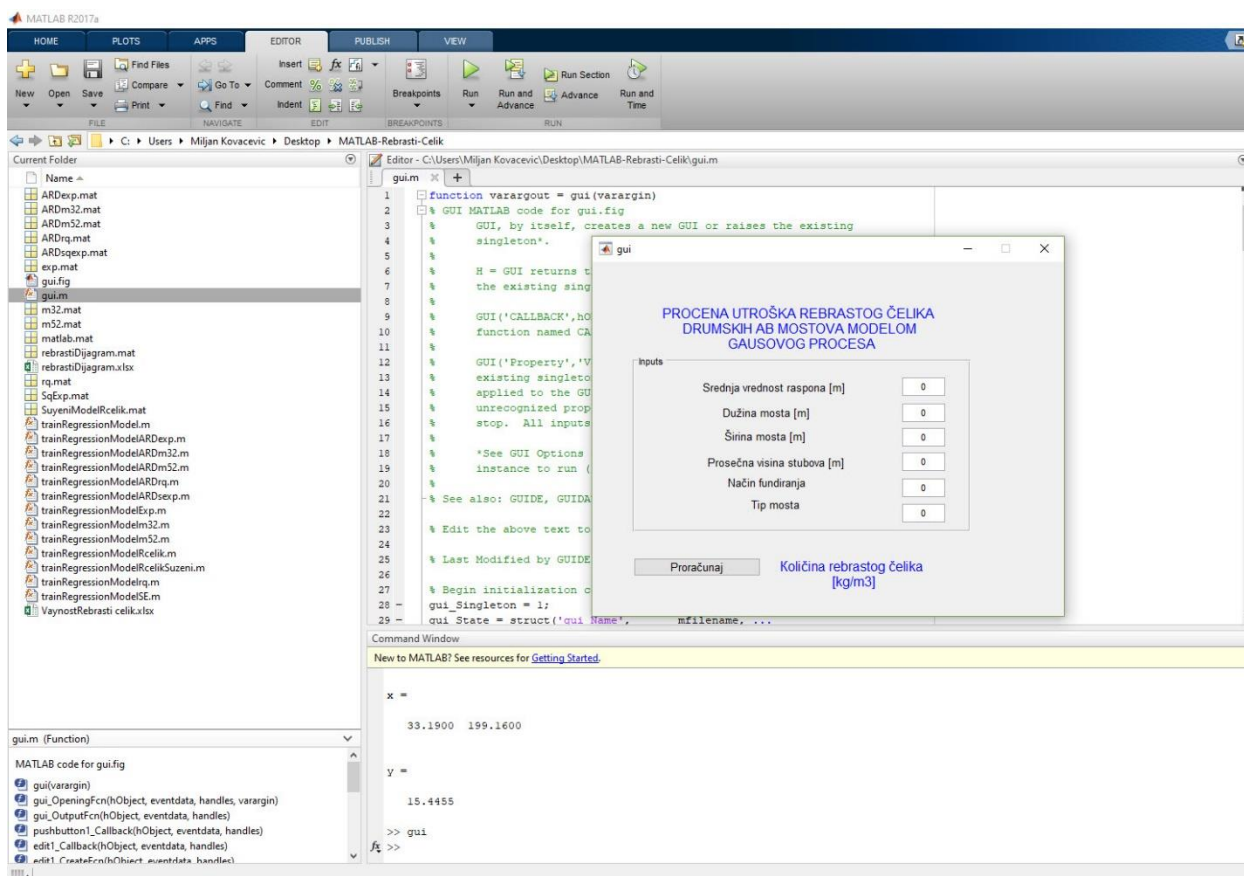 MATLAB R2017a
HOME PLOTS APPS EDITOR PUBLISH VIEW
New Open Save Find Files Compare Print
Go To Find
Insert fx Comment Indent
Breakpoints Run Run and Advance Run Section Advance Run and Time
FILE NAVIGATE EDIT BREAKPOINTS RUN
C: Users Miljan Kovacevic Desktop MATLAB-Rebrasti-Celik
Current Folder
Name
ARDexp.mat
ARDm32.mat
ARDm52.mat
ARDrq.mat
ARDsqexp.mat
exp.mat
gui.fig
gui.m
m32.mat
m52.mat
matlab.mat
rebrastiDijagram.mat
rebrastiDijagram.xlsx
rq.mat
SqExp.mat
SuyeniModelRcelik.mat
trainRegressionModel.m
trainRegressionModelARDexp.m
trainRegressionModelARDm32.m
trainRegressionModelARDm52.m
trainRegressionModelARDrq.m
trainRegressionModelARDsexp.m
trainRegressionModelExp.m
trainRegressionModelm32.m
trainRegressionModelm52.m
trainRegressionModelRcelik.m
trainRegressionModelRcelikSuzeni.m
trainRegressionModelrq.m
trainRegressionModelSE.m
VaynostRebrasti celik.xlsx
gui.m (Function)
MATLAB code for gui.fig
gui(varargin)
gui_OpeningFcn(hObject, eventdata, handles, varargin)
gui_OutputFcn(hObject, eventdata, handles)
pushbutton1_Callback(hObject, eventdata, handles)
edit1_Callback(hObject, eventdata, handles)
edit1_CreateFcn(hObject, eventdata, handles)
Editor - C:\Users\Miljan Kovacevic\Desktop\MATLAB-Rebrasti-Celik\gui.m
gui.m
1 function varargout = gui(varargin)
2 % GUI MATLAB code for gui.fig
3 % GUI, by itself, creates a new GUI or raises the existing
4 % singleton*.
5 %
6 % H = GUI returns t
7 % the existing sing
8 %
9 % GUI('CALLBACK',hO
10 % function named CA
11 %
12 % GUI('Property','V
13 % existing singleto
14 % applied to the GU
15 % unrecognized prop
16 % stop. All inputs
17 %
18 % *See GUI Options
19 % instance to run (
20 %
21 % See also: GUIDE, GUIDA
22
23 % Edit the above text to
24
25 % Last Modified by GUIDE
26
27 % Begin initialization c
28 gui_Singleton = 1;
29 gui_State = struct('gui_Name', mfilename, ...
gui
PROCENA UTROŠKA REBRASTOG ČELIKA
DRUMSKIH AB MOSTOVA MODELOM
GAUSOVOG PROCESA
Inputs
Srednja vrednost raspona [m] 0
Dužina mosta [m] 0
Širina mosta [m] 0
Prosečna visina stubova [m] 0
Način fundiranja 0
Tip mosta 0
Proračunaj
Količina rebrastog čelika
[kg/m3]
Command Window
New to MATLAB? See resources for Getting Started.
x =
33.1900 199.1600
y =
15.4455
>> gui
fx >>